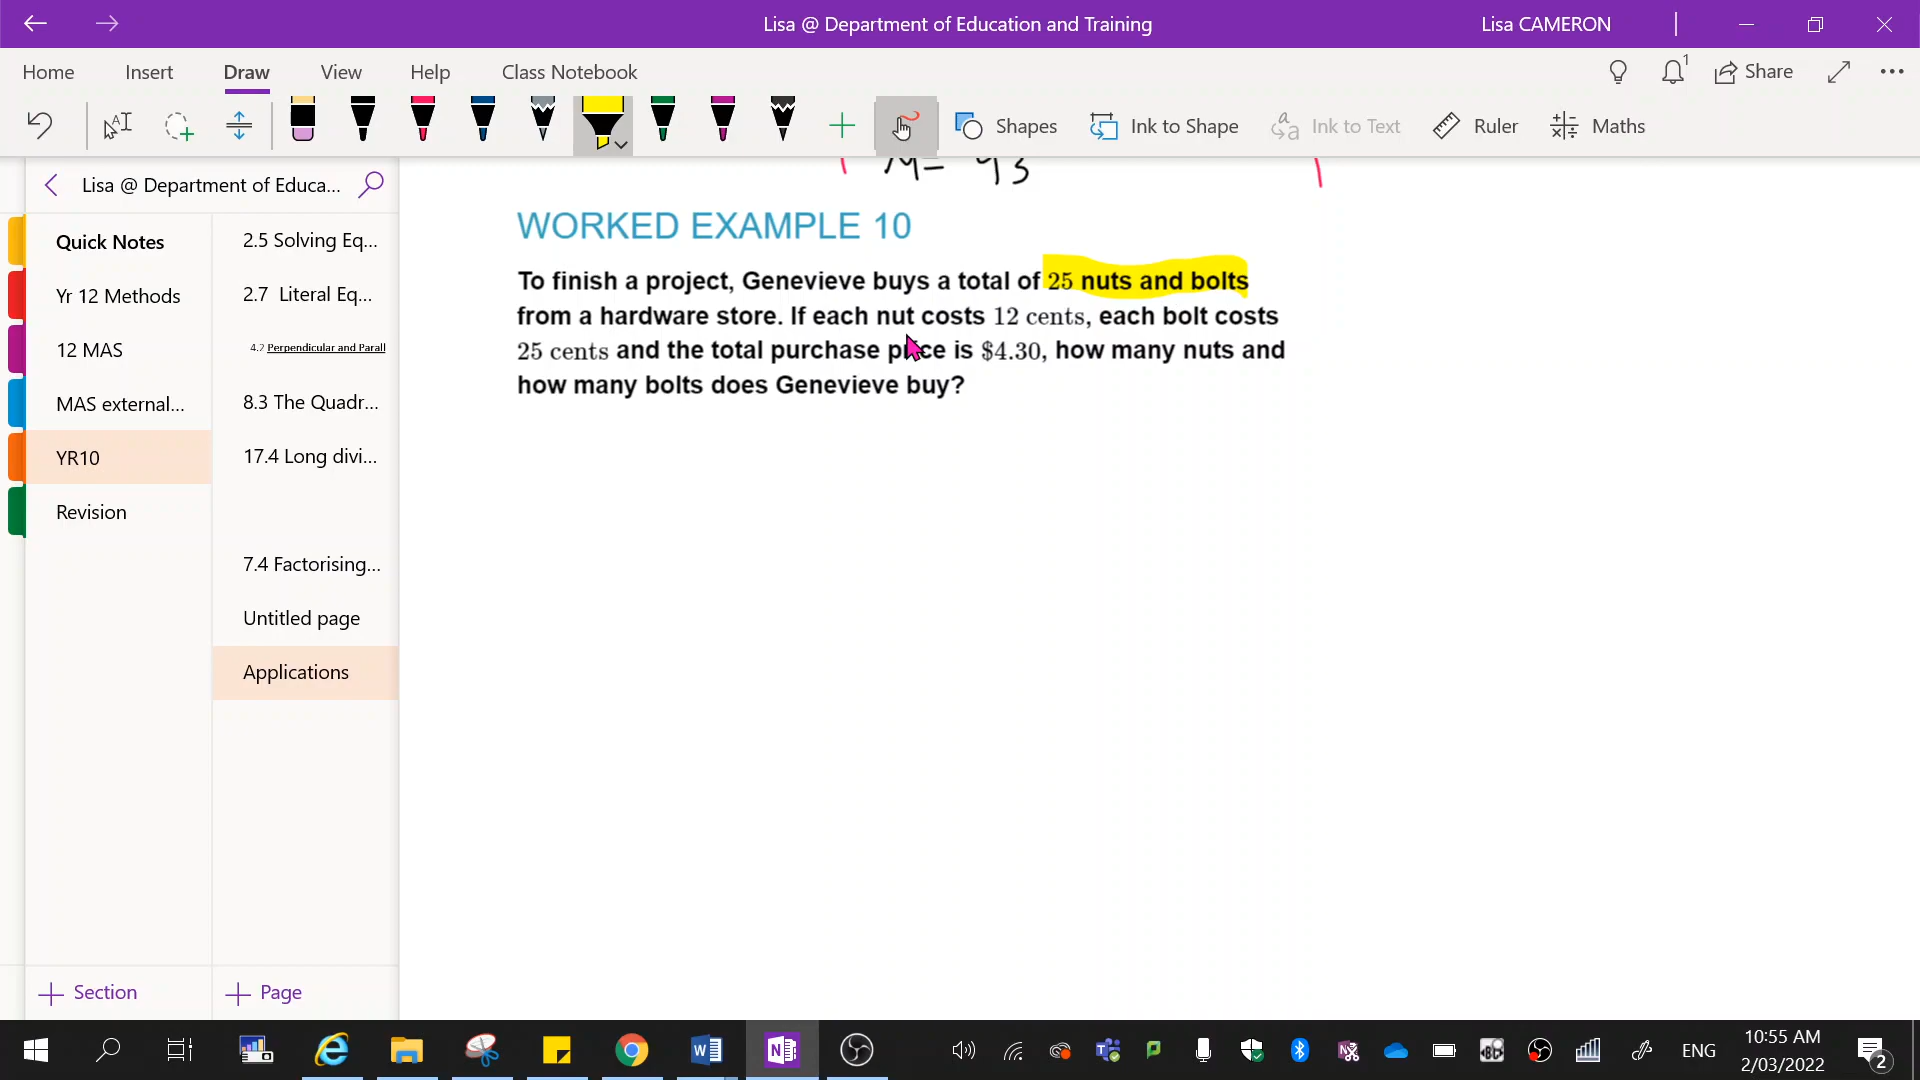 Lisa @ Department of Education and Training
Lisa CAMERON
Home Insert Draw View Help Class Notebook
1
Share
Shapes Ink to Shape Ink to Text Ruler Maths
Lisa @ Department of Educa...
Quick Notes
Yr 12 Methods
12 MAS
MAS external...
YR10
Revision
2.5 Solving Eq...
2.7 Literal Eq...
4.2 Perpendicular and Parall
8.3 The Quadr...
17.4 Long divi...
7.4 Factorising...
Untitled page
Applications
Section
Page
WORKED EXAMPLE 10
To finish a project, Genevieve buys a total of 25 nuts and bolts
from a hardware store. If each nut costs 12 cents, each bolt costs
25 cents and the total purchase price is $4.30, how many nuts and
how many bolts does Genevieve buy?
ENG
10:55 AM
2/03/2022
2